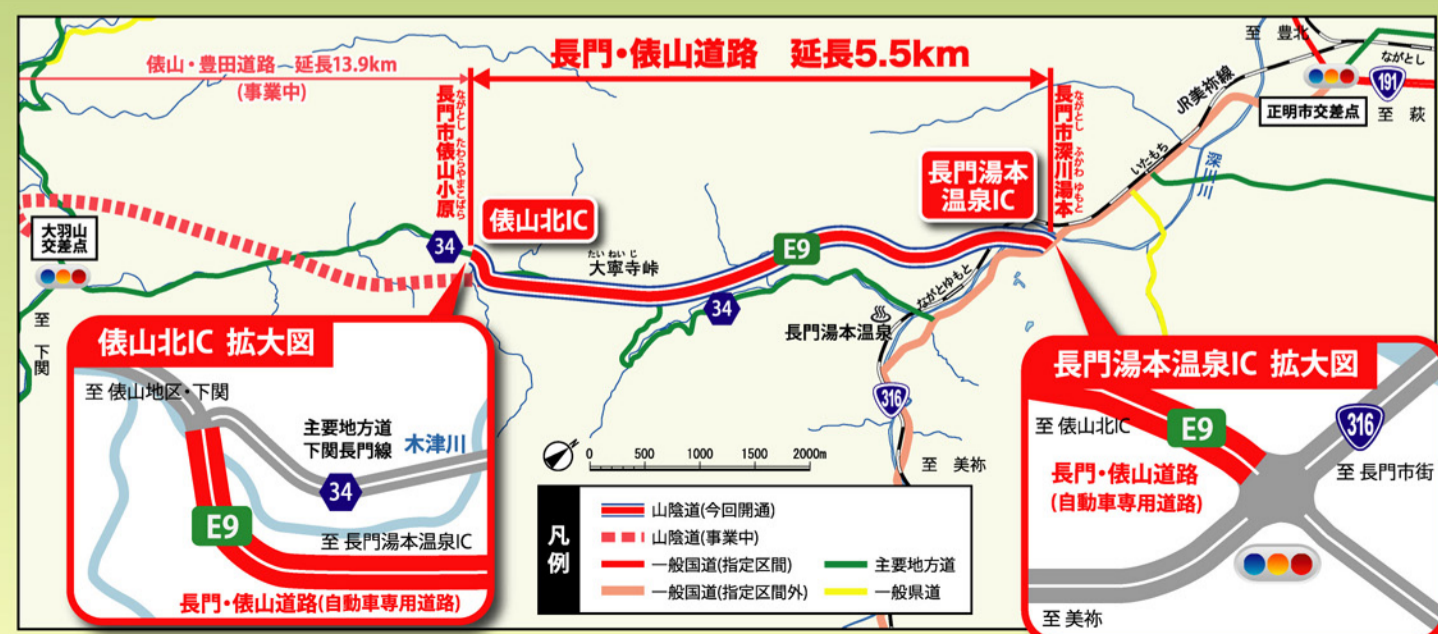 俵山・豊田道路 延長13.9km
(事業中)
長門・俵山道路 延長5.5km
至 豊北
ながとし
191
正明市交差点
至 萩
JR美祢線
いたもち
深川川
長門市俵山小原
ながとし たわらやまこばら
長門市深川湯本
ながとし ふかわ ゆもと
俵山北IC
長門湯本
温泉IC
大羽山
交差点
至 下関
34
たい ねい じ
大寧寺峠
E9
34
ながとゆもと
長門湯本温泉
316
至 美祢
0 500 1000 1500 2000m
俵山北IC 拡大図
至 俵山地区・下関
主要地方道
下関長門線
木津川
34
E9
至 長門湯本温泉IC
長門・俵山道路(自動車専用道路)
凡例
山陰道(今回開通)
山陰道(事業中)
一般国道(指定区間)
主要地方道
一般国道(指定区間外)
一般県道
長門湯本温泉IC 拡大図
至 俵山北IC
E9
316
長門・俵山道路
(自動車専用道路)
至 長門市街
至 美祢